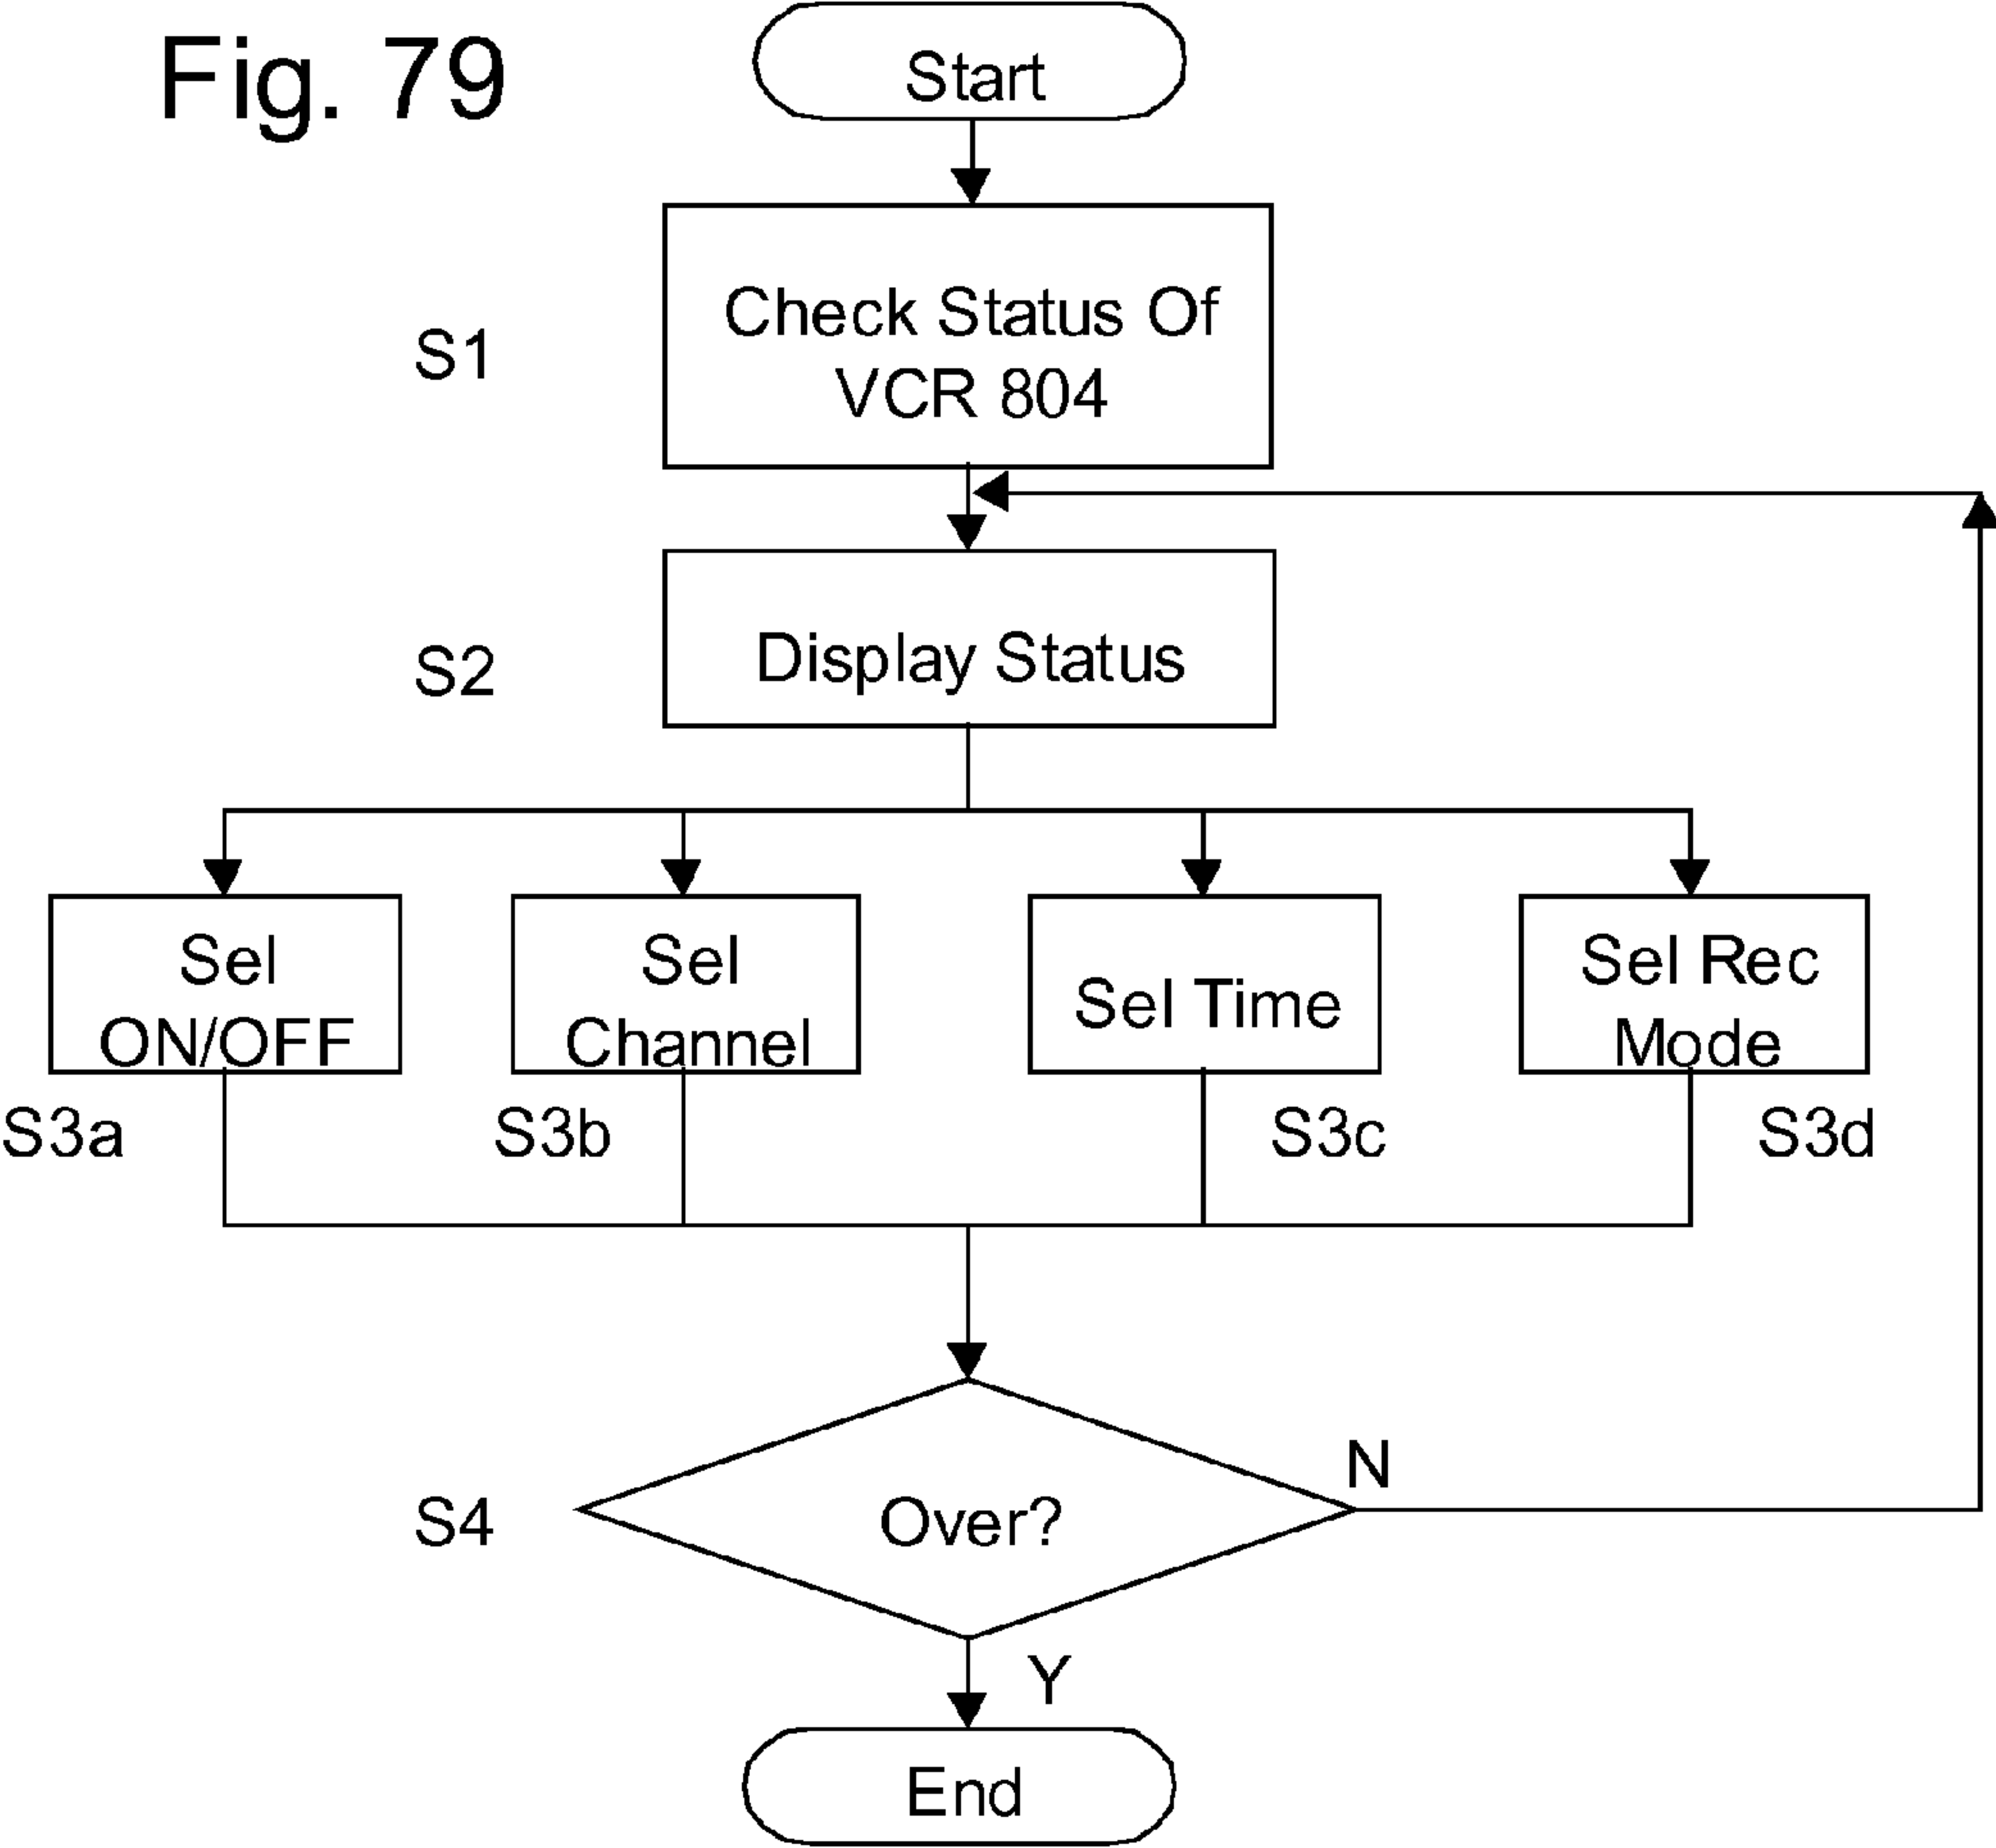 Fig. 79
Start
S1
Check Status Of
VCR 804
S2
Display Status
Sel
ON/OFF
Sel
Channel
Sel Time
Sel Rec
Mode
S3a
S3b
S3c
S3d
S4
Over?
N
Y
End